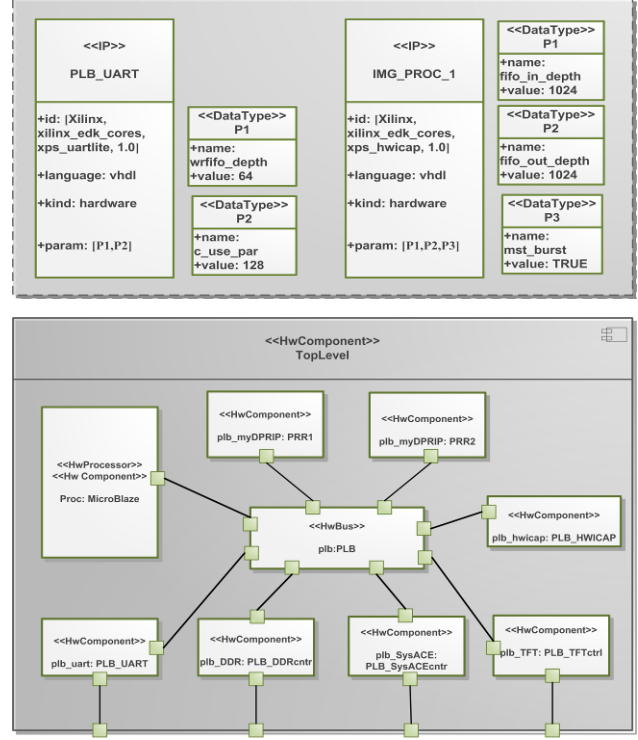 <<IP>>
PLB_UART
+id: [Xilinx,
xilinx_edk_cores,
xps_uartlite, 1.0]
+language: vhdl
+kind: hardware
+param: [P1,P2]
<<DataType>>
P1
+name:
wrfifo_depth
+value: 64
<<DataType>>
P2
+name:
c_use_par
+value: 128
<<IP>>
IMG_PROC_1
+id: [Xilinx,
xilinx_edk_cores,
xps_hwicap, 1.0]
+language: vhdl
+kind: hardware
+param: [P1,P2,P3]
<<DataType>>
P1
+name:
fifo_in_depth
+value: 1024
<<DataType>>
P2
+name:
fifo_out_depth
+value: 1024
<<DataType>>
P3
+name:
mst_burst
+value: TRUE
<<HwComponent>>
TopLevel
<<HwComponent>>
plb_myDPRIP: PRR1
<<HwComponent>>
plb_myDPRIP: PRR2
<<HwProcessor>>
<<Hw Component>>
Proc: MicroBlaze
<<HwBus>>
plb:PLB
<<HwComponent>>
plb_hwicap: PLB_HWICAP
<<HwComponent>>
plb_uart: PLB_UART
<<HwComponent>>
plb_DDR: PLB_DDRcntr
<<HwComponent>>
plb_SysACE:
PLB_SysACEcntr
<<HwComponent>>
plb_TFT: PLB_TFTctrl